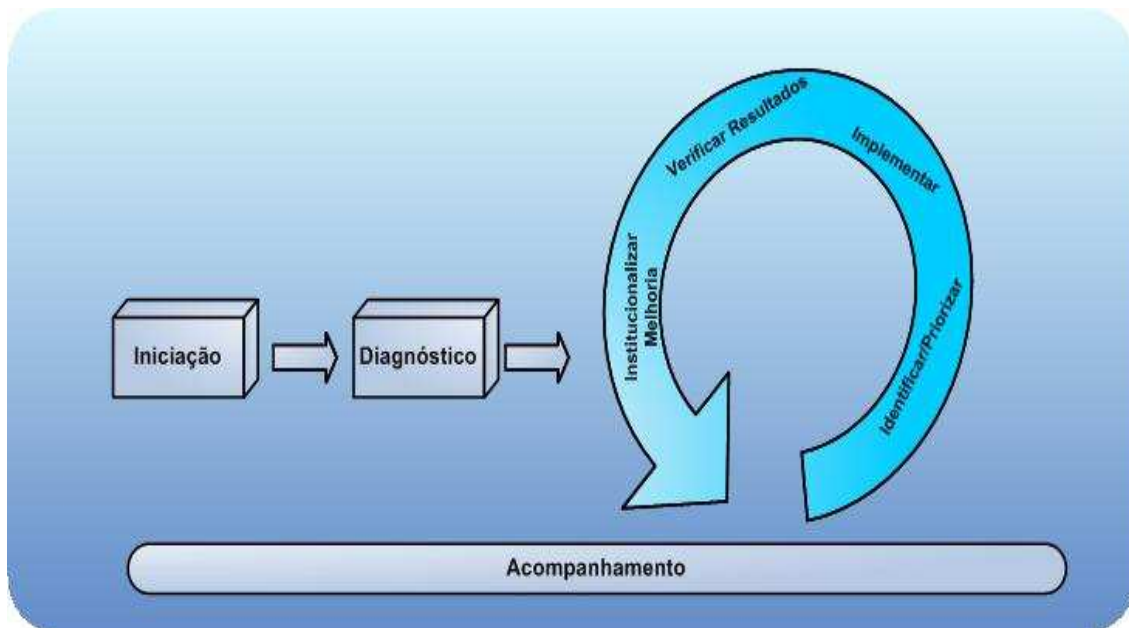 Iniciação
Diagnóstico
Identificar/Priorizar
Implementar
Verificar Resultados
Institucionalizar
Melhoria
Acompanhamento